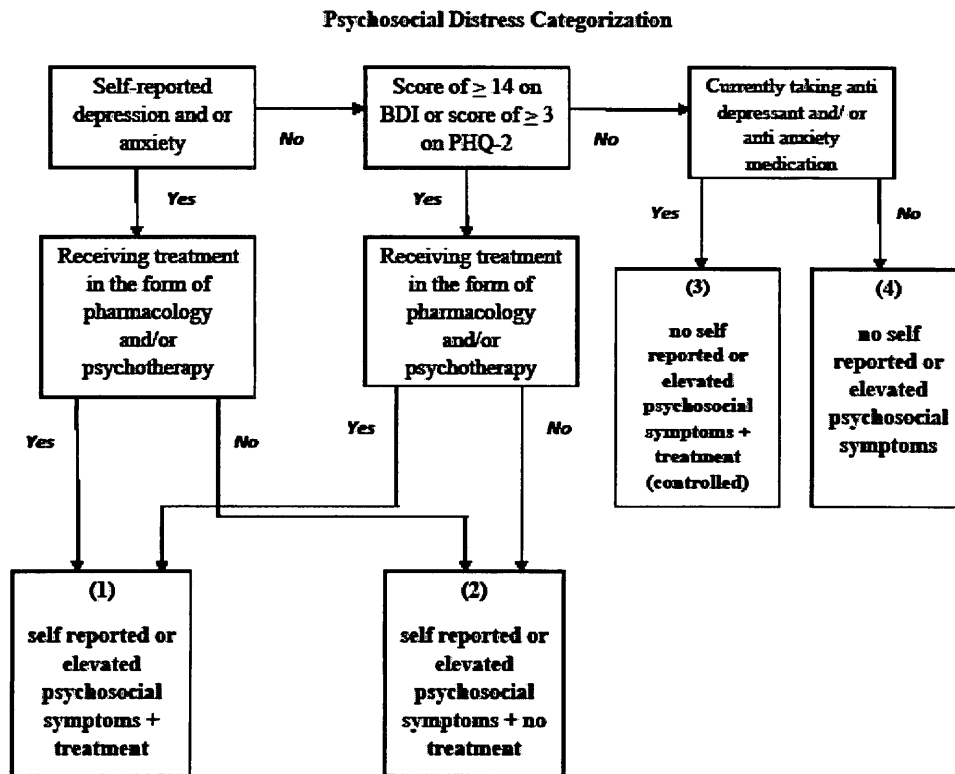 Psychosocial Distress Categorization
Self-reported
depression and or
anxiety
No
Score of ≥ 14 on
BDI or score of ≥ 3
on PHQ-2
No
Currently taking anti
depressant and/ or
anti anxiety
medication
Yes
Yes
Yes
No
Receiving treatment
in the form of
pharmacology
and/or
psychotherapy
Receiving treatment
in the form of
pharmacology
and/or
psychotherapy
(3)
no self
reported or
elevated
psychosocial
symptoms +
treatment
(controlled)
(4)
no self
reported or
elevated
psychosocial
symptoms
Yes
No
Yes
No
(1)
self reported or
elevated
psychosocial
symptoms +
treatment
(2)
self reported or
elevated
psychosocial
symptoms + no
treatment